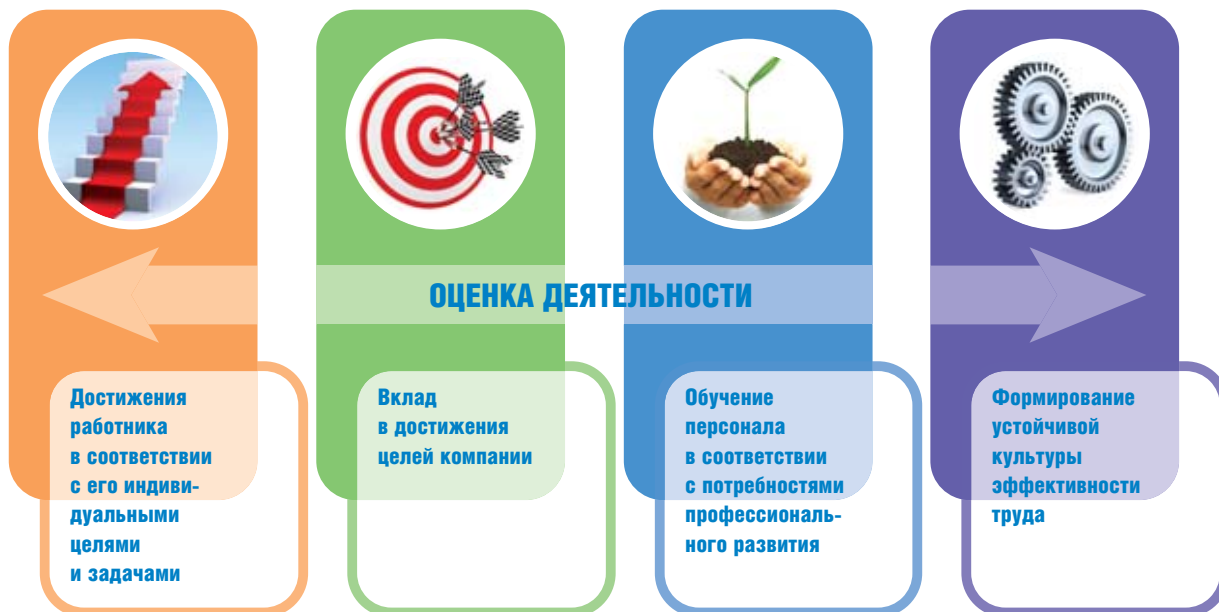 ОЦЕНКА ДЕЯТЕЛЬНОСТИ
Достижения
работника
в соответствии
с его индиви-
дуальными
целями
и задачами
Вклад
в достижения
целей компании
Обучение
персонала
в соответствии
с потребностями
профессиональ-
ного развития
Формирование
устойчивой
культуры
эффективности
труда